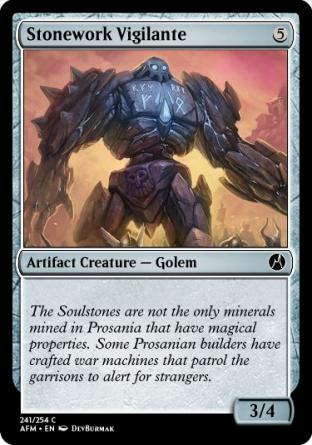 Stonework Vigilante 5
Artifact Creature — Golem
The Soulstones are not the only minerals
mined in Prosania that have magical
properties. Some Prosanian builders have
crafted war machines that patrol the
garrisons to alert for strangers.
3/4
241/254 C
AFM • EN DevBurmak